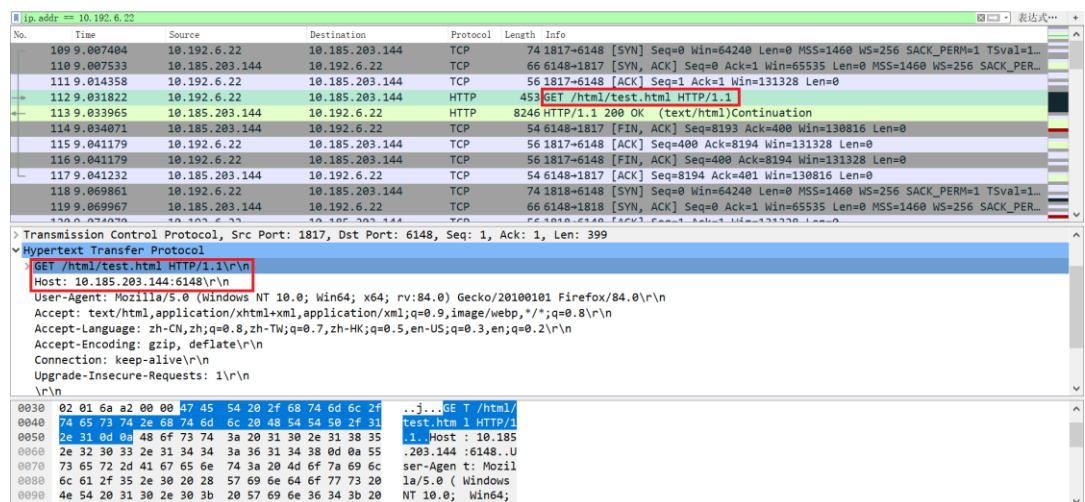 ip.addr == 10.192.6.22 表达式… +
No. Time Source Destination Protocol Length Info
109 9.007404 10.192.6.22 10.185.203.144 TCP 74 1817→6148 [SYN] Seq=0 Win=64240 Len=0 MSS=1460 WS=256 SACK_PERM=1 TSval=1…
110 9.007533 10.185.203.144 10.192.6.22 TCP 66 6148→1817 [SYN, ACK] Seq=0 Ack=1 Win=65535 Len=0 MSS=1460 WS=256 SACK_PER…
111 9.014358 10.192.6.22 10.185.203.144 TCP 56 1817→6148 [ACK] Seq=1 Ack=1 Win=131328 Len=0
112 9.031822 10.192.6.22 10.185.203.144 HTTP 453 GET /html/test.html HTTP/1.1
113 9.033965 10.185.203.144 10.192.6.22 HTTP 8246 HTTP/1.1 200 OK (text/html)Continuation
114 9.034071 10.185.203.144 10.192.6.22 TCP 54 6148→1817 [FIN, ACK] Seq=8193 Ack=400 Win=130816 Len=0
115 9.041179 10.192.6.22 10.185.203.144 TCP 56 1817→6148 [ACK] Seq=400 Ack=8194 Win=131328 Len=0
116 9.041179 10.192.6.22 10.185.203.144 TCP 56 1817→6148 [FIN, ACK] Seq=400 Ack=8194 Win=131328 Len=0
117 9.041232 10.185.203.144 10.192.6.22 TCP 54 6148→1817 [ACK] Seq=8194 Ack=401 Win=130816 Len=0
118 9.069861 10.192.6.22 10.185.203.144 TCP 74 1818→6148 [SYN] Seq=0 Win=64240 Len=0 MSS=1460 WS=256 SACK_PERM=1 TSval=1…
119 9.069967 10.185.203.144 10.192.6.22 TCP 66 6148→1818 [SYN, ACK] Seq=0 Ack=1 Win=65535 Len=0 MSS=1460 WS=256 SACK_PER…
> Transmission Control Protocol, Src Port: 1817, Dst Port: 6148, Seq: 1, Ack: 1, Len: 399
Hypertext Transfer Protocol
> GET /html/test.html HTTP/1.1\r\n
Host: 10.185.203.144:6148\r\n
User-Agent: Mozilla/5.0 (Windows NT 10.0; Win64; x64; rv:84.0) Gecko/20100101 Firefox/84.0\r\n
Accept: text/html,application/xhtml+xml,application/xml;q=0.9,image/webp,*/*;q=0.8\r\n
Accept-Language: zh-CN,zh;q=0.8,zh-TW;q=0.7,zh-HK;q=0.5,en-US;q=0.3,en;q=0.2\r\n
Accept-Encoding: gzip, deflate\r\n
Connection: keep-alive\r\n
Upgrade-Insecure-Requests: 1\r\n
\r\n
0030 02 01 6a a2 00 00 47 45 54 20 2f 68 74 6d 6c 2f ..j...GE T /html/
0040 74 65 73 74 2e 68 74 6d 6c 20 48 54 54 50 2f 31 test.htm l HTTP/1
0050 2e 31 0d 0a 48 6f 73 74 3a 20 31 30 2e 31 38 35 .1..Host : 10.185
0060 2e 32 30 33 2e 31 34 34 3a 36 31 34 38 0d 0a 55 .203.144 :6148..U
0070 73 65 72 2d 41 67 65 6e 74 3a 20 4d 6f 7a 69 6c ser-Agen t: Mozil
0080 6c 61 2f 35 2e 30 20 28 57 69 6e 64 6f 77 73 20 la/5.0 ( Windows
0090 4e 54 20 31 30 2e 30 3b 20 57 69 6e 36 34 3b 20 NT 10.0; Win64;